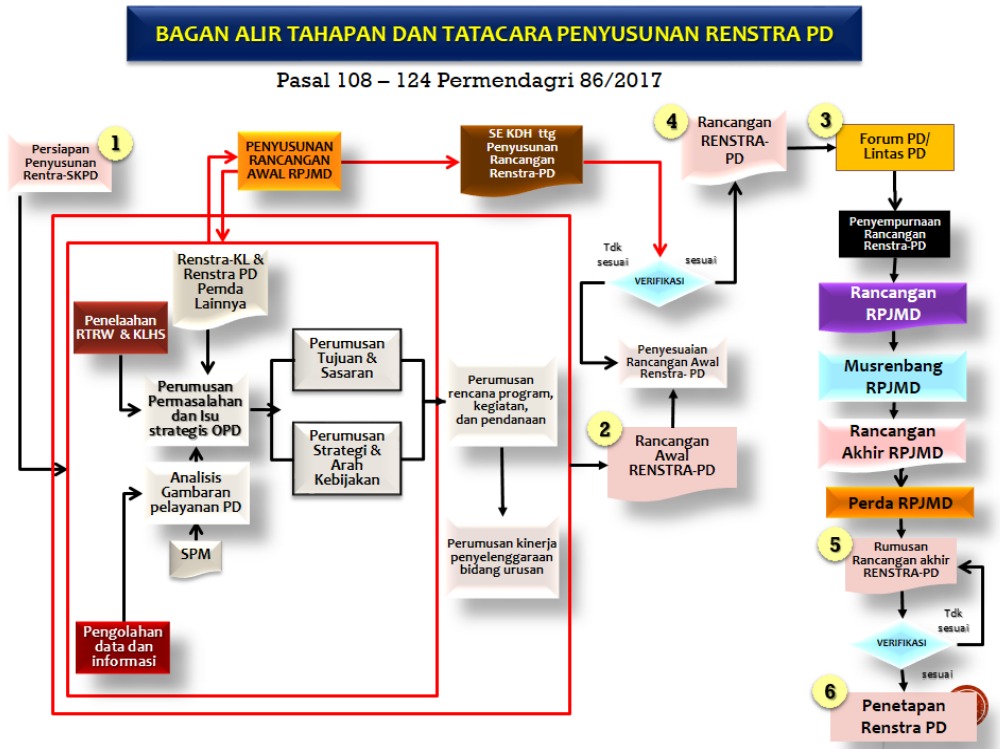 BAGAN ALIR TAHAPAN DAN TATACARA PENYUSUNAN RENSTRA PD
Pasal 108 – 124 Permendagri 86/2017
1
Persiapan
Penyusunan
Rentra-SKPD
PENYUSUNAN
RANCANGAN
AWAL RPJMD
SE KDH ttg
Penyusunan
Rancangan
Renstra-PD
4
Rancangan
RENSTRA-
PD
3
Forum PD/
Lintas PD
Penyempurnaan
Rancangan
Renstra-PD
Renstra-KL &
Renstra PD
Pemda
Lainnya
Penelaahan
RTRW & KLHS
Perumusan
Permasalahan
dan Isu
strategis OPD
Analisis
Gambaran
pelayanan PD
SPM
Pengolahan
data dan
informasi
Perumusan
Tujuan &
Sasaran
Perumusan
Strategi &
Arah
Kebijakan
Perumusan
rencana program,
kegiatan,
dan pendanaan
Perumusan kinerja
penyelenggaraan
bidang urusan
Tdk
sesuai
sesuai
VERIFIKASI
Penyesuaian
Rancangan Awal
Renstra- PD
2
Rancangan
Awal
RENSTRA-PD
Rancangan
RPJMD
Musrenbang
RPJMD
Rancangan
Akhir RPJMD
Perda RPJMD
5
Rumusan
Rancangan akhir
RENSTRA-PD
Tdk
sesuai
VERIFIKASI
sesuai
6
Penetapan
Renstra PD